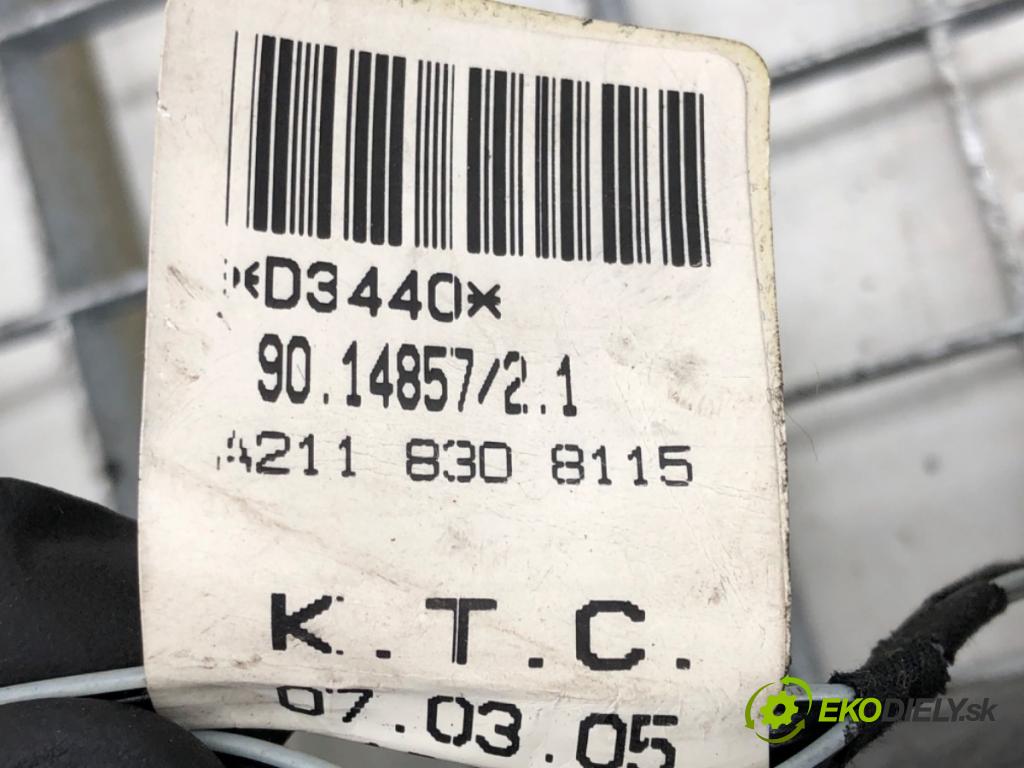 *D3440*
90.14857/2.1
A211 830 8115
K.T.C.
07.03.05
EKODIELY.sk